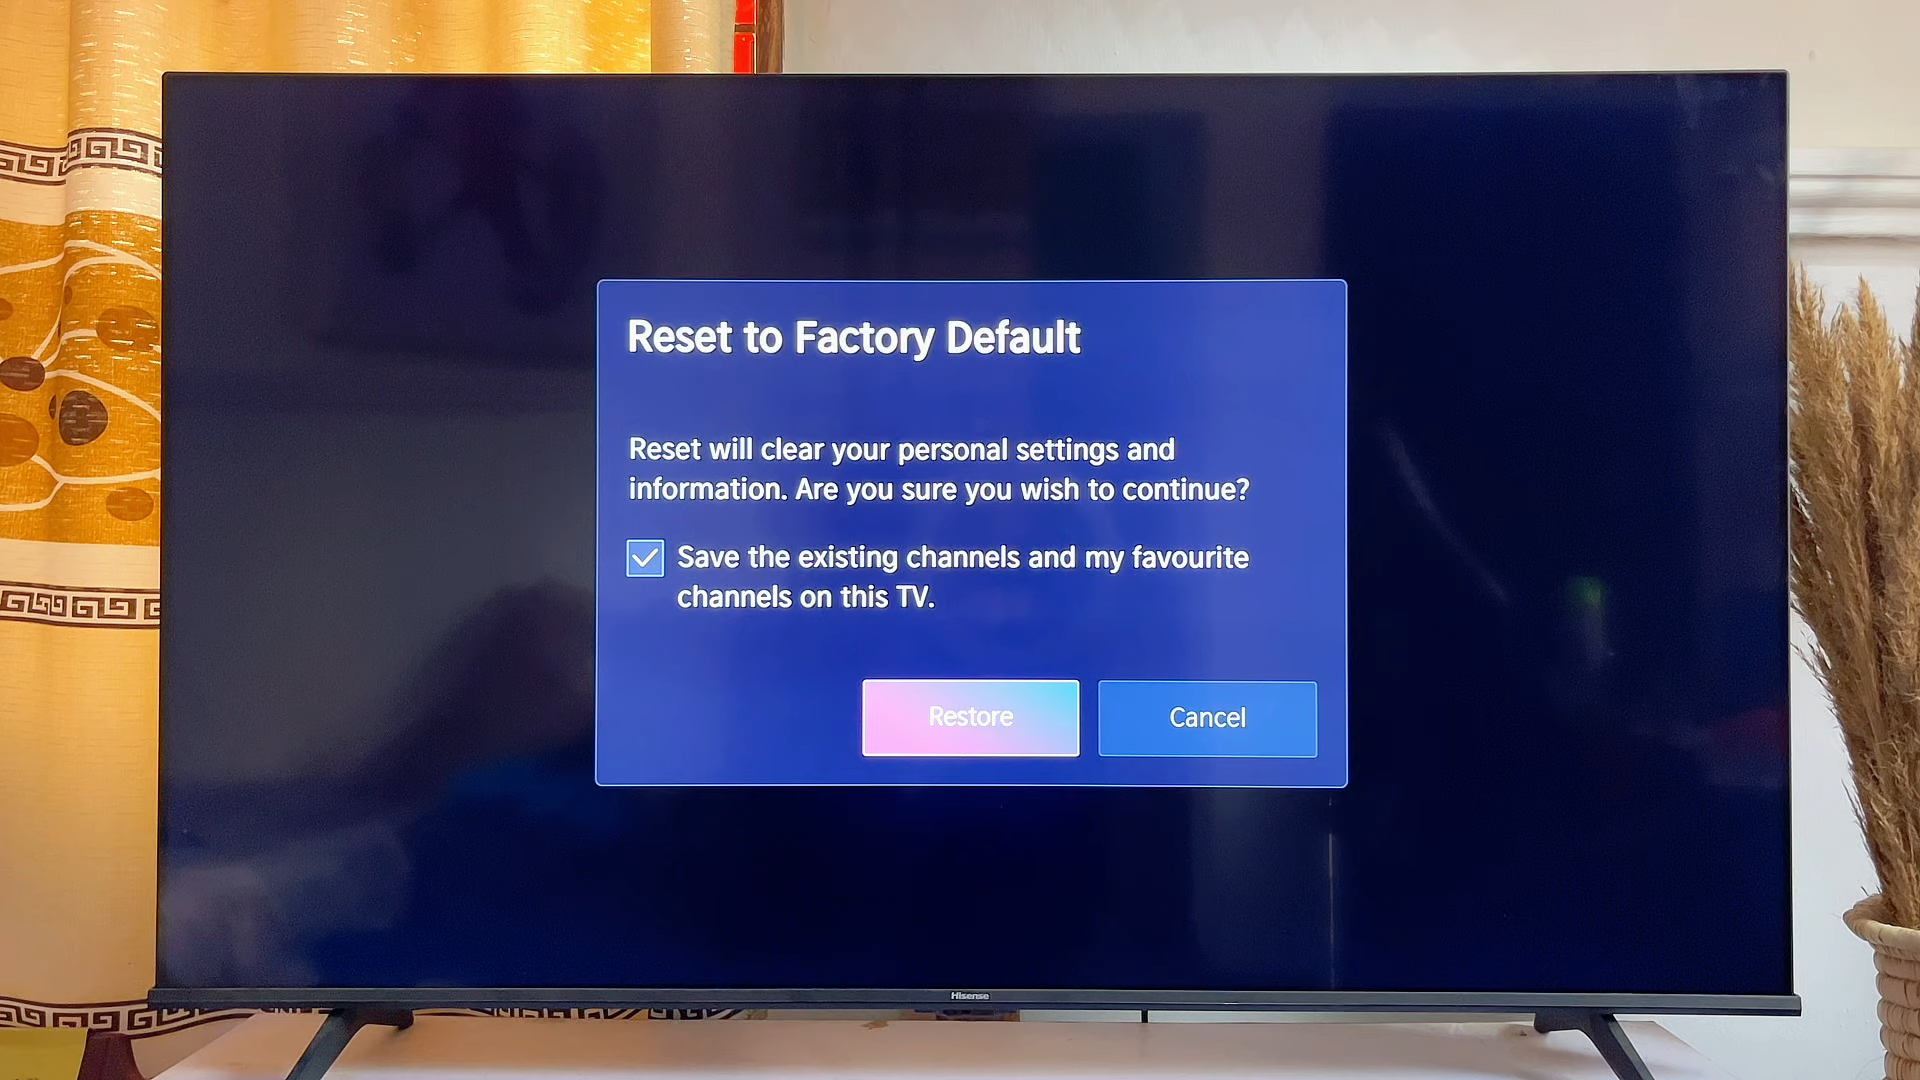 Reset to Factory Default
Reset will clear your personal settings and
information. Are you sure you wish to continue?
Save the existing channels and my favourite
channels on this TV.
Restore
Cancel
Hisense